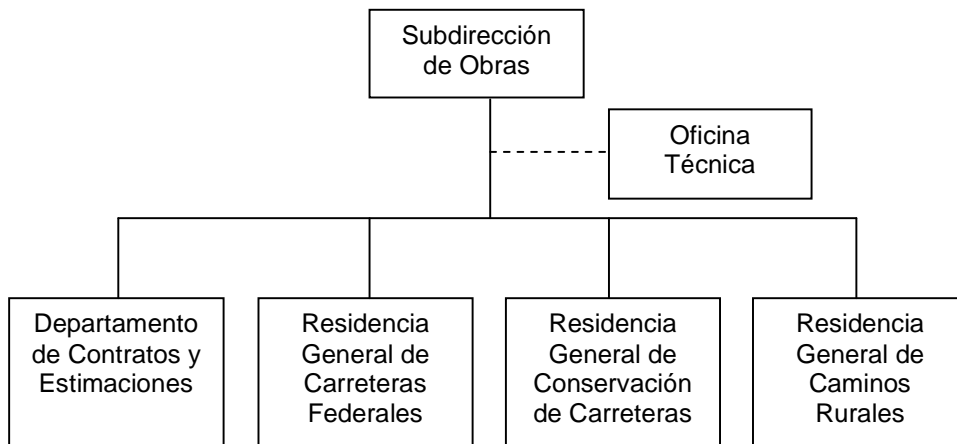 Subdirección
de Obras
Oficina
Técnica
Departamento
de Contratos y
Estimaciones
Residencia
General de
Carreteras
Federales
Residencia
General de
Conservación
de Carreteras
Residencia
General de
Caminos
Rurales